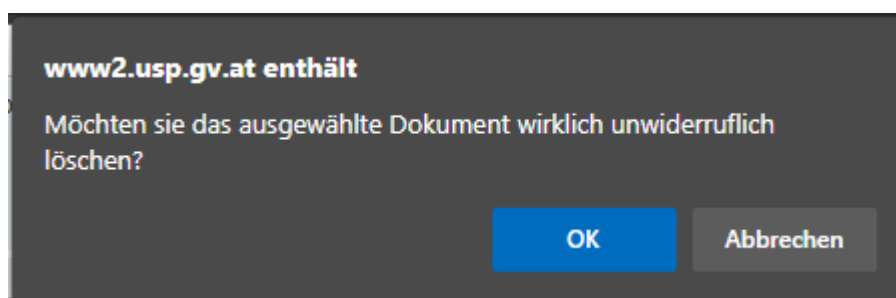 www2.usp.gv.at enthält
Möchten sie das ausgewählte Dokument wirklich unwiderruflich
löschen?
OK
Abbrechen